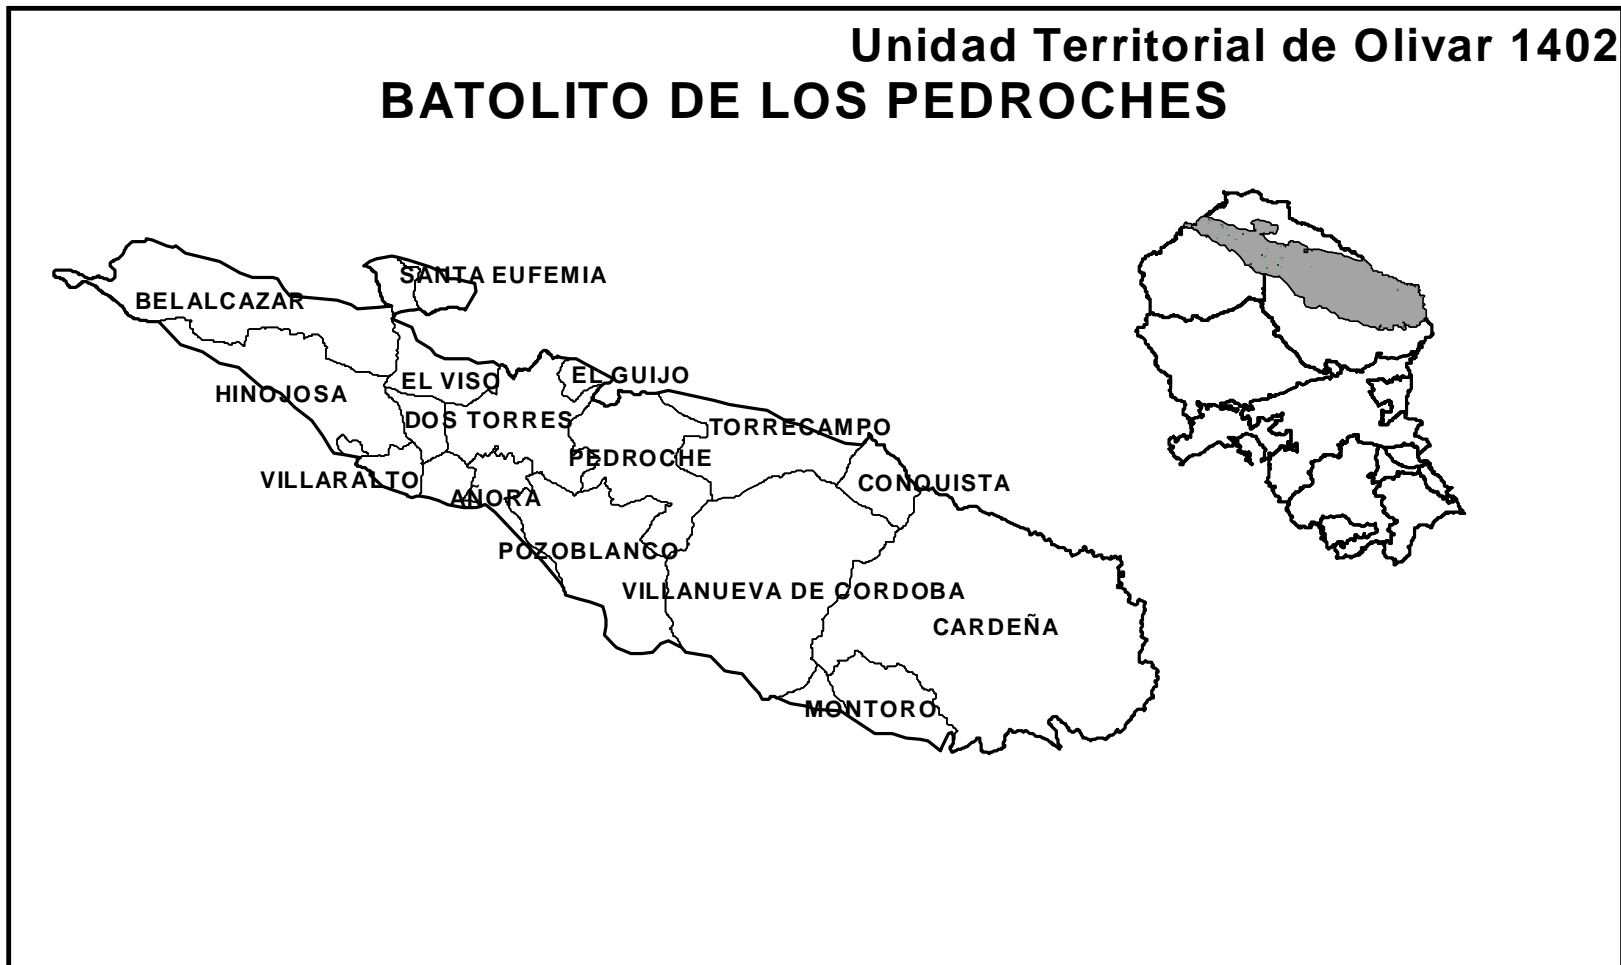 Unidad Territorial de Olivar 1402
BATOLITO DE LOS PEDROCHES
SANTA EUFEMIA
BELALCAZAR
EL VISO
EL GUIJO
HINOJOSA
DOS TORRES
TORRECAMPO
PEDROCHE
VILLARALTO
CONQUISTA
AÑORA
POZOBLANCO
VILLANUEVA DE CORDOBA
CARDEÑA
MONTORO